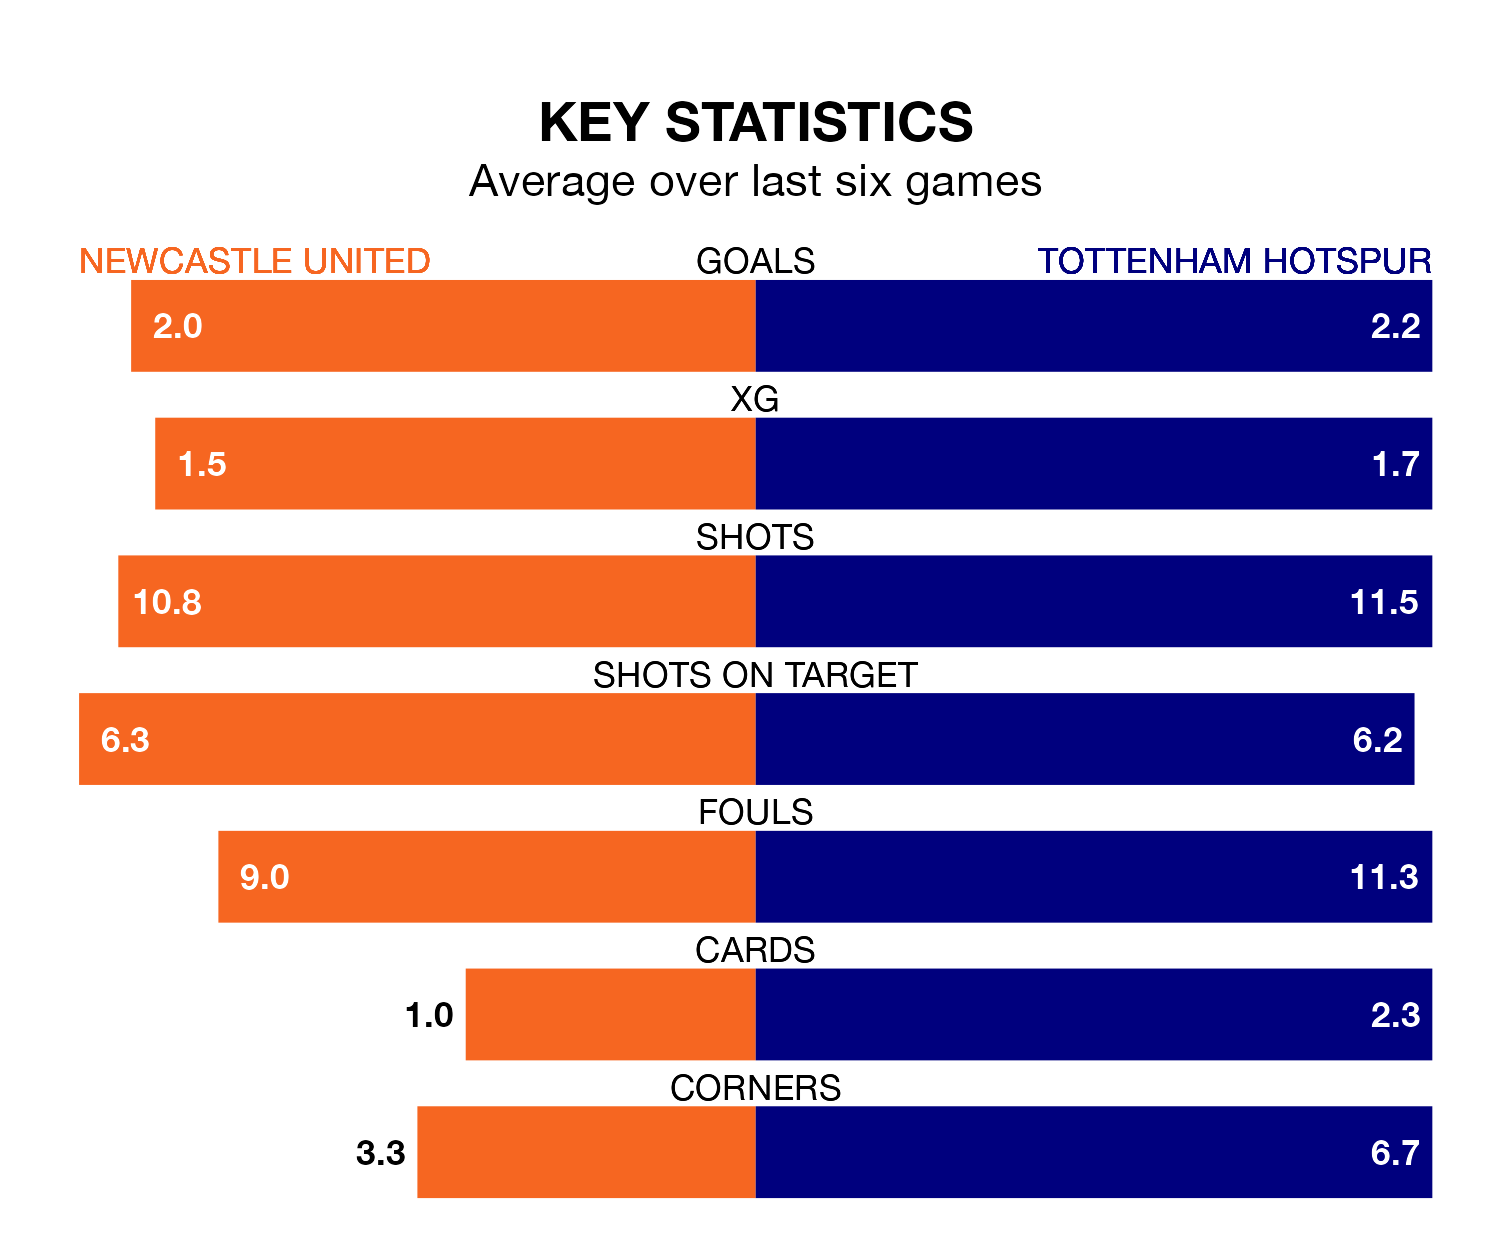 KEY STATISTICS
Average over last six games
NEWCASTLE UNITED GOALS TOTTENHAM HOTSPUR
2.0 2.2
XG
1.5 1.7
SHOTS
10.8 11.5
SHOTS ON TARGET
6.3 6.2
FOULS
9.0 11.3
CARDS
1.0 2.3
CORNERS
3.3 6.7